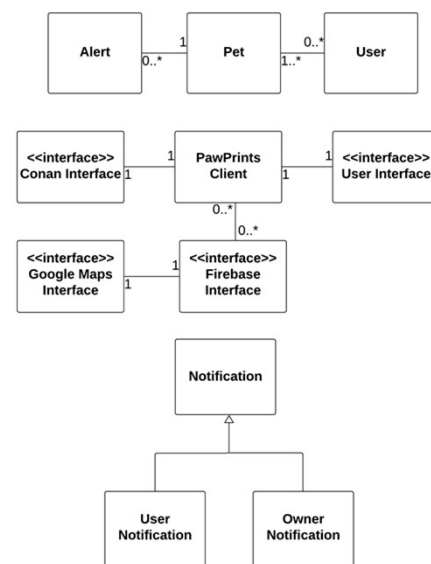 Alert
1
0..*
Pet
0..*
1..*
User
<<interface>>
Conan Interface
1
1
PawPrints
Client
1
1
<<interface>>
User Interface
0..*
0..*
<<interface>>
Google Maps
Interface
1
1
<<interface>>
Firebase
Interface
Notification
User
Notification
Owner
Notification